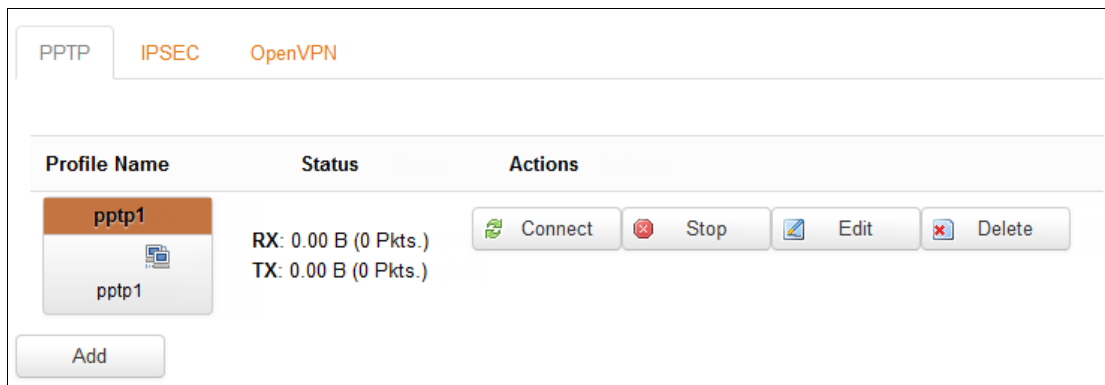 PPTP IPSEC OpenVPN
Profile Name Status Actions
pptp1
Connect Stop Edit Delete
RX: 0.00 B (0 Pkts.)
TX: 0.00 B (0 Pkts.)
pptp1
Add